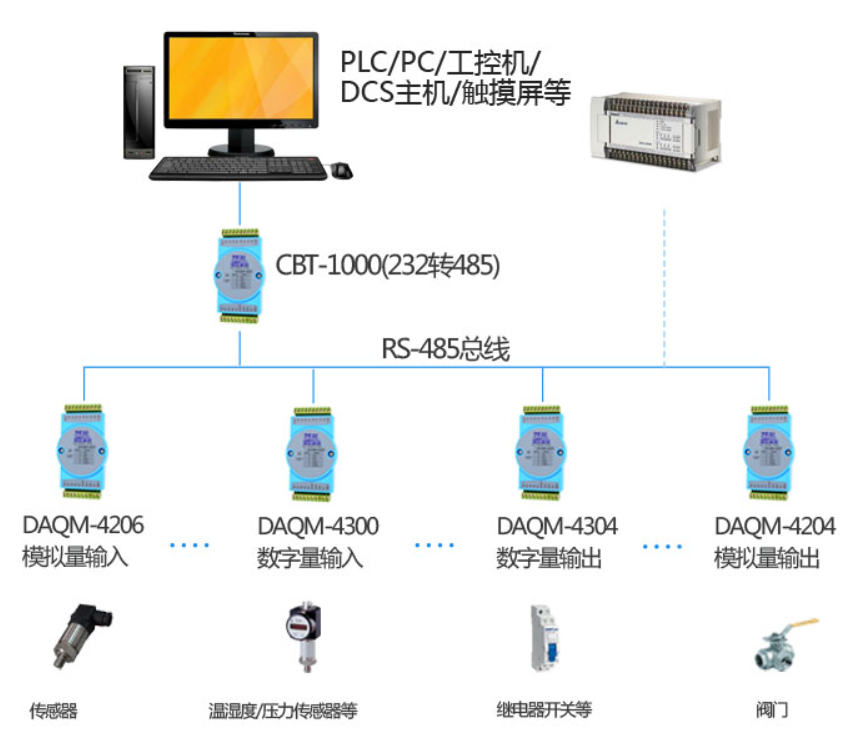 PLC/PC/工控机/
DCS主机/触摸屏等
CBT-1000(232转485)
RS-485总线
DAQM-4206
模拟量输入
DAQM-4300
数字量输入
DAQM-4304
数字量输出
DAQM-4204
模拟量输出
传感器
温湿度/压力传感器等
继电器开关等
阀门